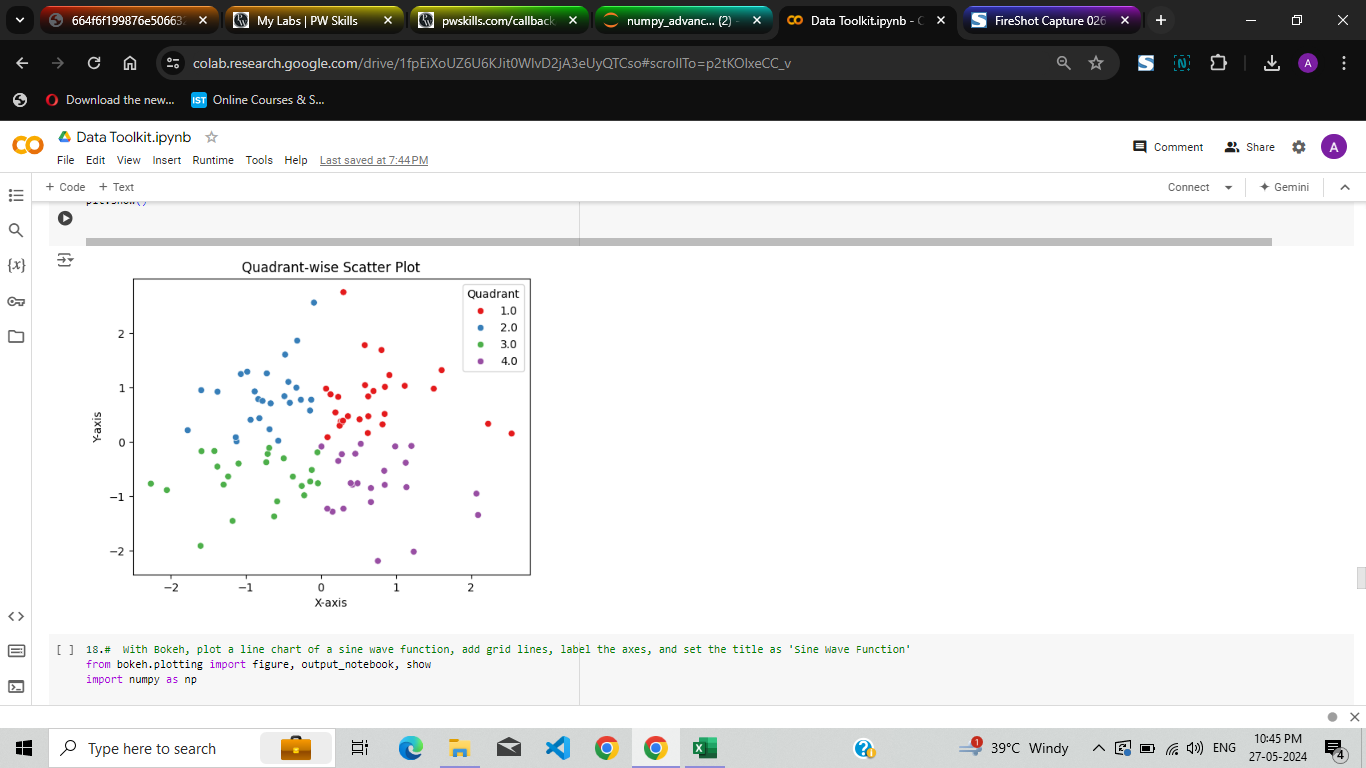 664f6f199876e50663
My Labs | PW Skills
pwskills.com/callback
numpy_advanc... (2) -
Data Toolkit.ipynb - C
FireShot Capture 026
colab.research.google.com/drive/1fpEiXoUZ6U6KJit0WIvD2jA3eUyQTCso#scrollTo=p2tKOlxeCC_v
A
Download the new...
IST Online Courses & S...
CO Data Toolkit.ipynb
Comment Share A
File Edit View Insert Runtime Tools Help Last saved at 7:44 PM
+ Code + Text Connect Gemini
plt.show()
{x}
Quadrant-wise Scatter Plot
Quadrant
1.0
2.0
3.0
4.0
2
1
0
−1
−2
Y-axis
−2 −1 0 1 2
X-axis
[ ] 18.# With Bokeh, plot a line chart of a sine wave function, add grid lines, label the axes, and set the title as 'Sine Wave Function'
from bokeh.plotting import figure, output_notebook, show
import numpy as np
Type here to search
1 39°C Windy
ENG
10:45 PM
27-05-2024
4